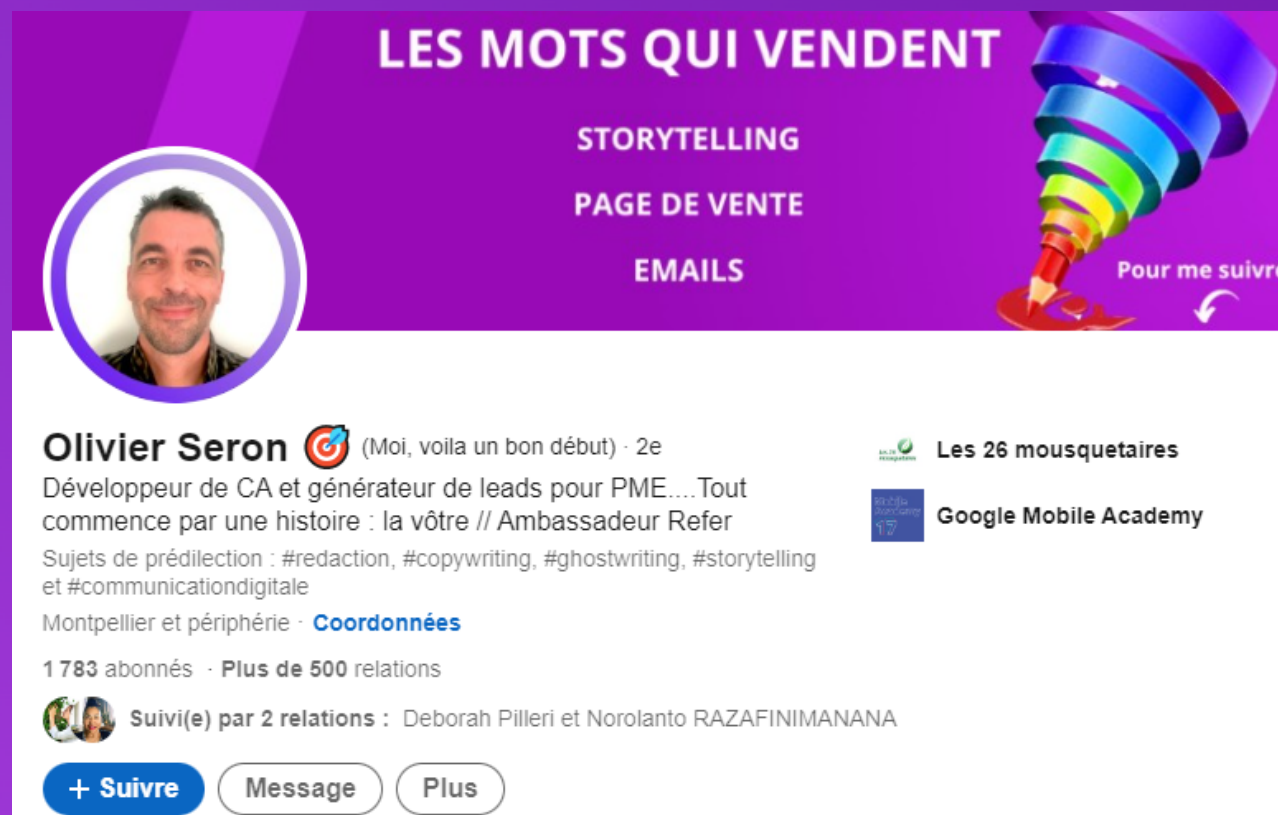 LES MOTS QUI VENDENT
STORYTELLING
PAGE DE VENTE
EMAILS
Pour me suivre
Olivier Seron 🎯 (Moi, voila un bon début) · 2e
Développeur de CA et générateur de leads pour PME....Tout
commence par une histoire : la vôtre // Ambassadeur Refer
Sujets de prédilection : #redaction, #copywriting, #ghostwriting, #storytelling
et #communicationdigitale
Montpellier et périphérie · Coordonnées
1 783 abonnés · Plus de 500 relations
Suivi(e) par 2 relations : Deborah Pilleri et Norolanto RAZAFINIMANANA
+ Suivre
Message
Plus
Les 26 mousquetaires
Google Mobile Academy
17